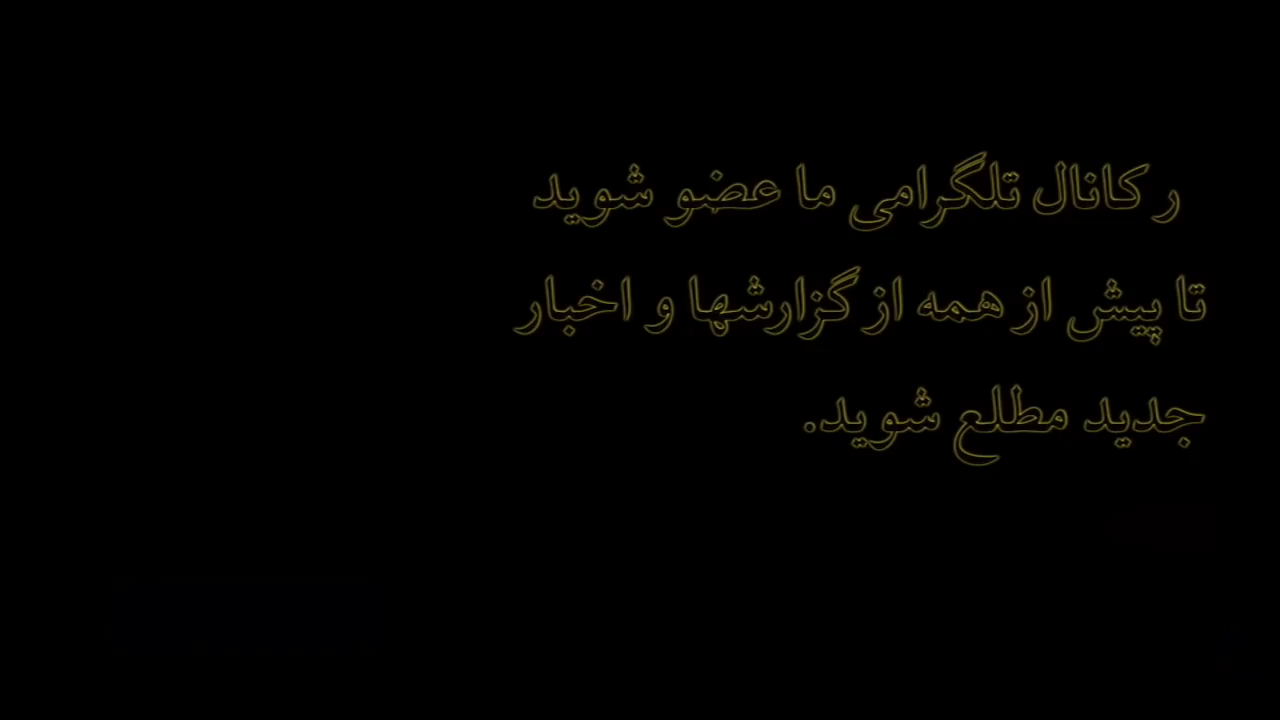 ر کانال تلگرامی ما عضو شوید
تا پیش از همه از گزارشها و اخبار
جدید مطلع شوید.